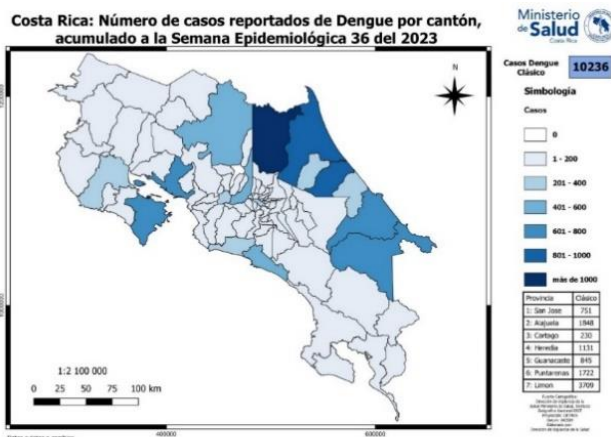 Costa Rica: Número de casos reportados de Dengue por cantón,
acumulado a la Semana Epidemiológica 36 del 2023
Ministerio
de Salud
Costa Rica
Casos Dengue
Clásico
10236
Simbología
Casos
0
1 - 200
201 - 400
401 - 600
601 - 800
801 - 1000
más de 1000
Provincia Clásico
1: San Jose 751
2: Alajuela 1848
3: Cartago 230
4: Heredia 1131
5: Guanacaste 845
6: Puntarenas 1722
7: Limon 3709
N
1:2 100 000
0 25 50 75 100 km